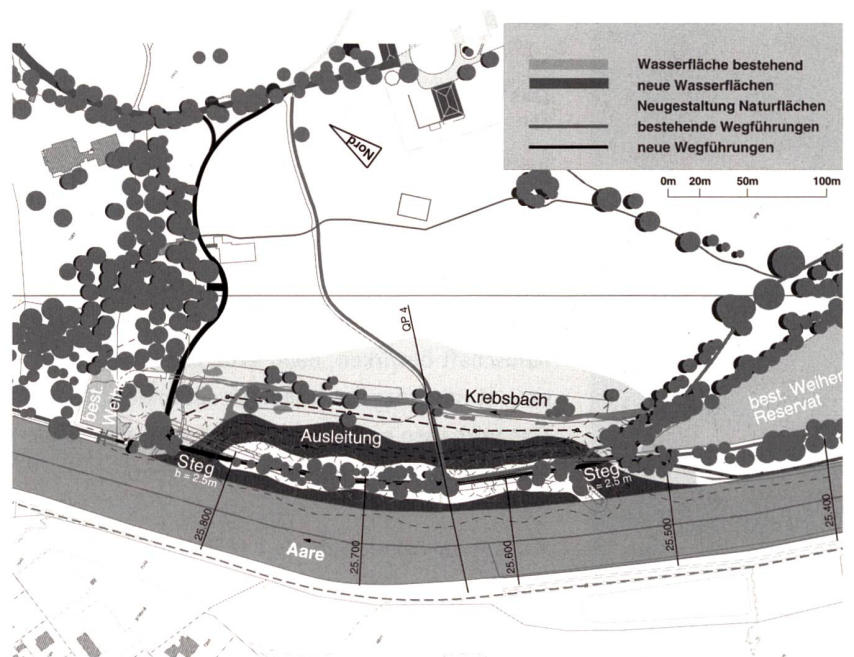 Wasserfläche bestehend
neue Wasserflächen
Neugestaltung Naturflächen
bestehende Wegführungen
neue Wegführungen
0m 20m 50m 100m
Nord
QP 4
Krebsbach
best. Weiher
Reservat
best.
Weiher
Ausleitung
Steg
b = 2.5m
Steg
b = 2.5 m
Aare
25.800
25.700
25.600
25.500
25.400